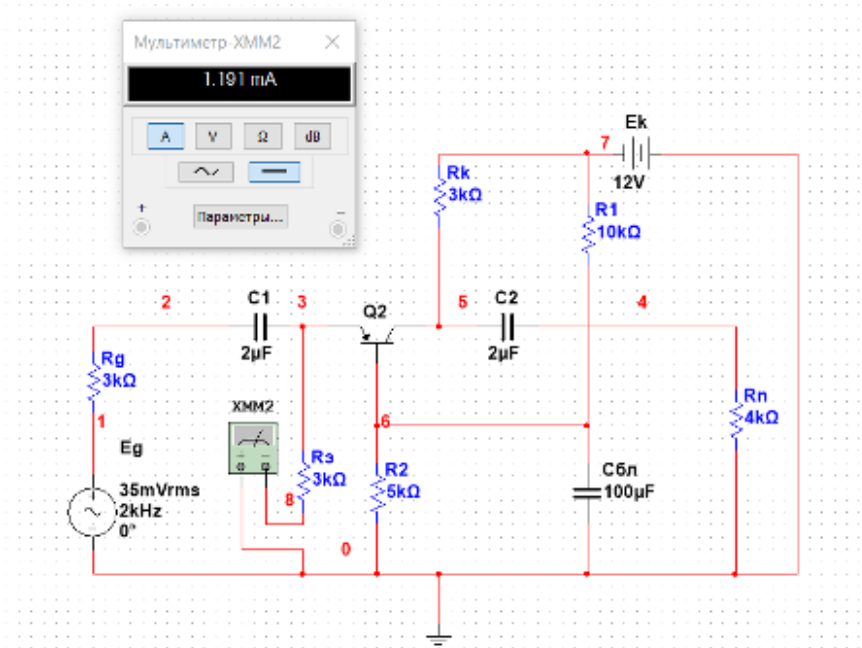 Мультиметр-XMM2
1.191 mA
A
V
Ω
dB
+
Параметры...
−
Ek
7
12V
Rk
3kΩ
R1
10kΩ
2
C1
3
2µF
Q2
5
C2
4
2µF
Rg
3kΩ
1
XMM2
Eg
35mVrms
2kHz
0°
Rэ
3kΩ
8
6
R2
5kΩ
0
Cбл
100µF
Rn
4kΩ